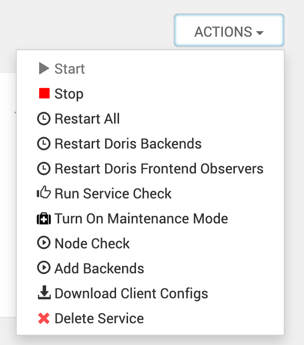 ACTIONS
Start
Stop
Restart All
Restart Doris Backends
Restart Doris Frontend Observers
Run Service Check
Turn On Maintenance Mode
Node Check
Add Backends
Download Client Configs
Delete Service